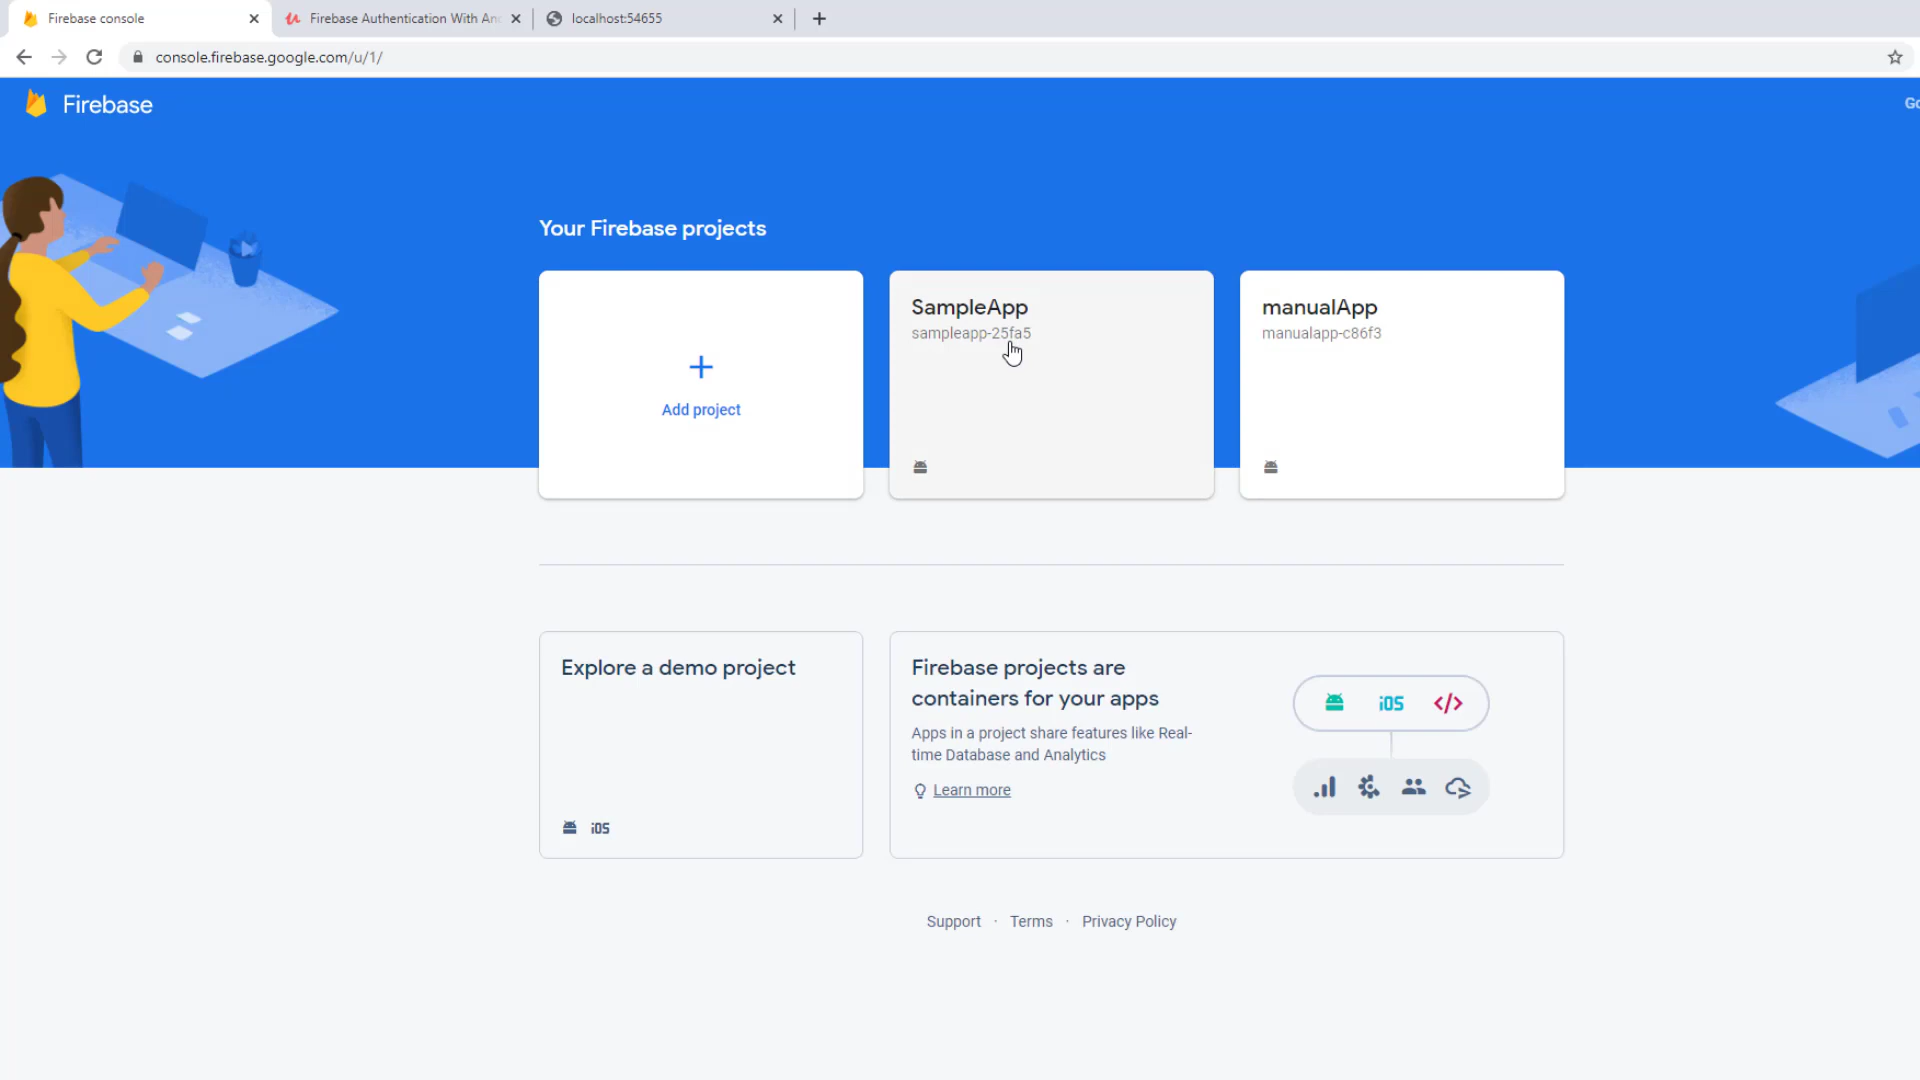 Firebase console
Firebase Authentication With An
localhost:54655
console.firebase.google.com/u/1/
Firebase
Go
Your Firebase projects
Add project
SampleApp
sampleapp-25fa5
manualApp
manualapp-c86f3
Explore a demo project
iOS
Firebase projects are
containers for your apps
Apps in a project share features like Real-
time Database and Analytics
Learn more
iOS
Support · Terms · Privacy Policy